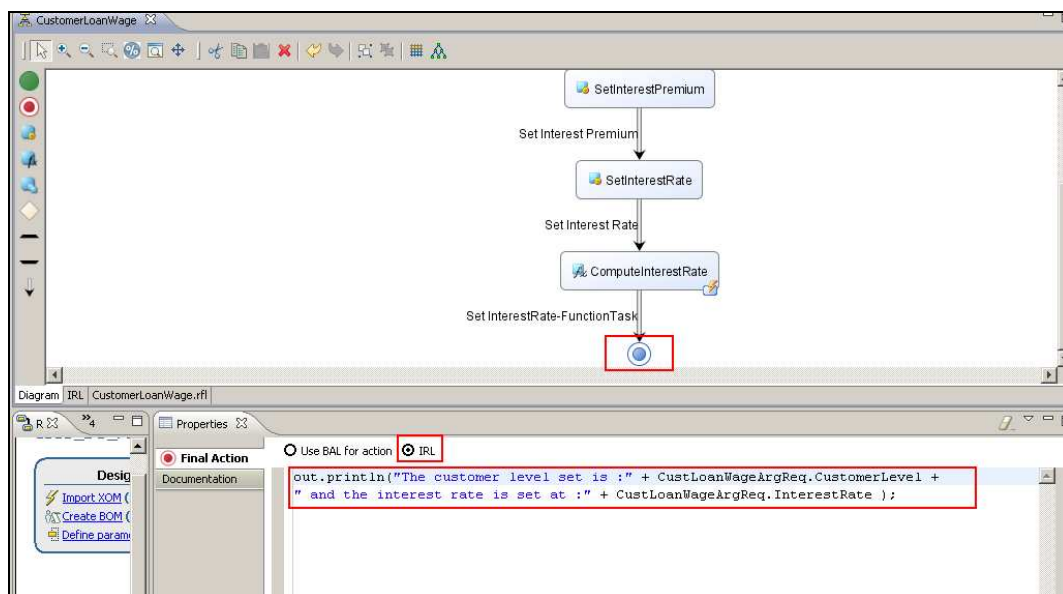 CustomerLoanWage
SetInterestPremium
Set Interest Premium
SetInterestRate
Set Interest Rate
ComputeInterestRate
Set InterestRate-FunctionTask
Diagram IRL CustomerLoanWage.rfl
R 4
Desig
Import XOM (
Create BOM (
Define param
Properties
Final Action
Documentation
Use BAL for action IRL
out.println("The customer level set is :" + CustLoanWageArgReq.CustomerLevel +
" and the interest rate is set at :" + CustLoanWageArgReq.InterestRate );